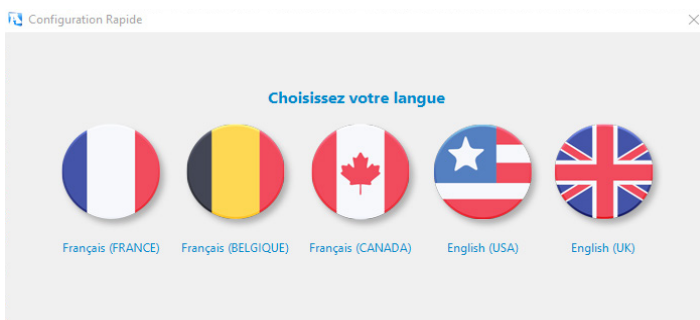 Configuration Rapide
Choisissez votre langue
Français (FRANCE) Français (BELGIQUE) Français (CANADA) English (USA) English (UK)